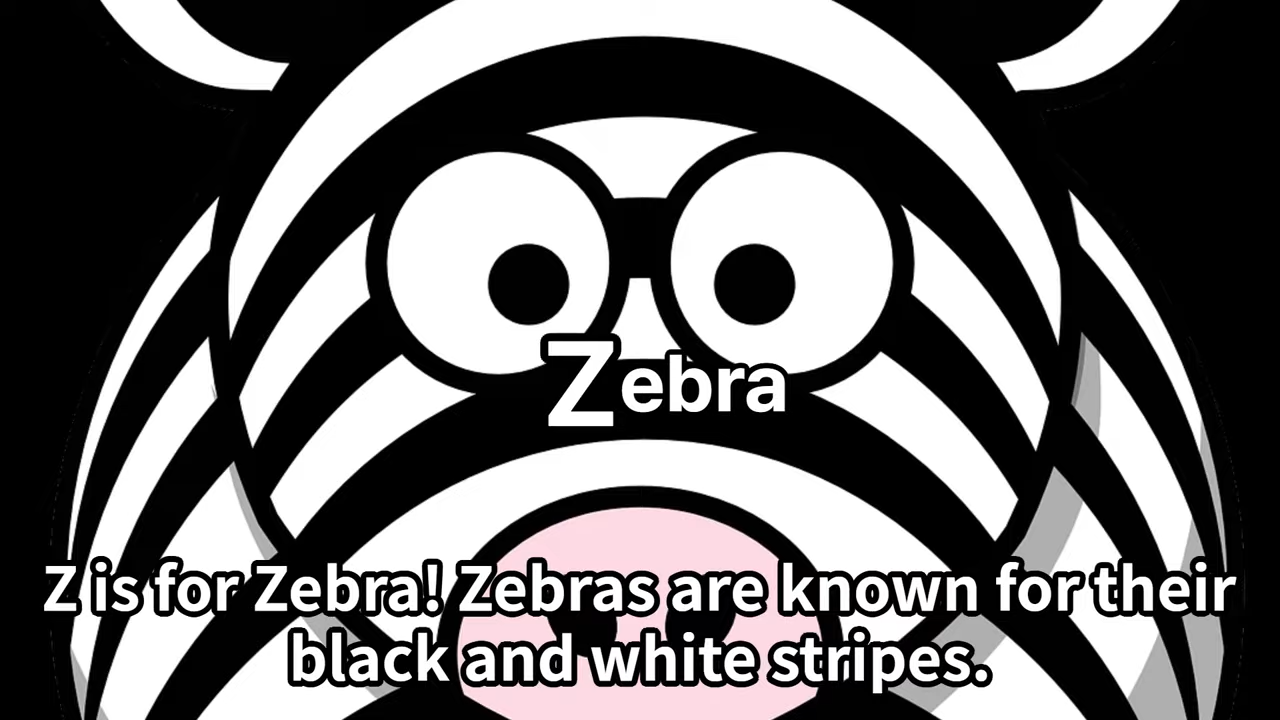 Zebra
Z is for Zebra! Zebras are known for their
black and white stripes.